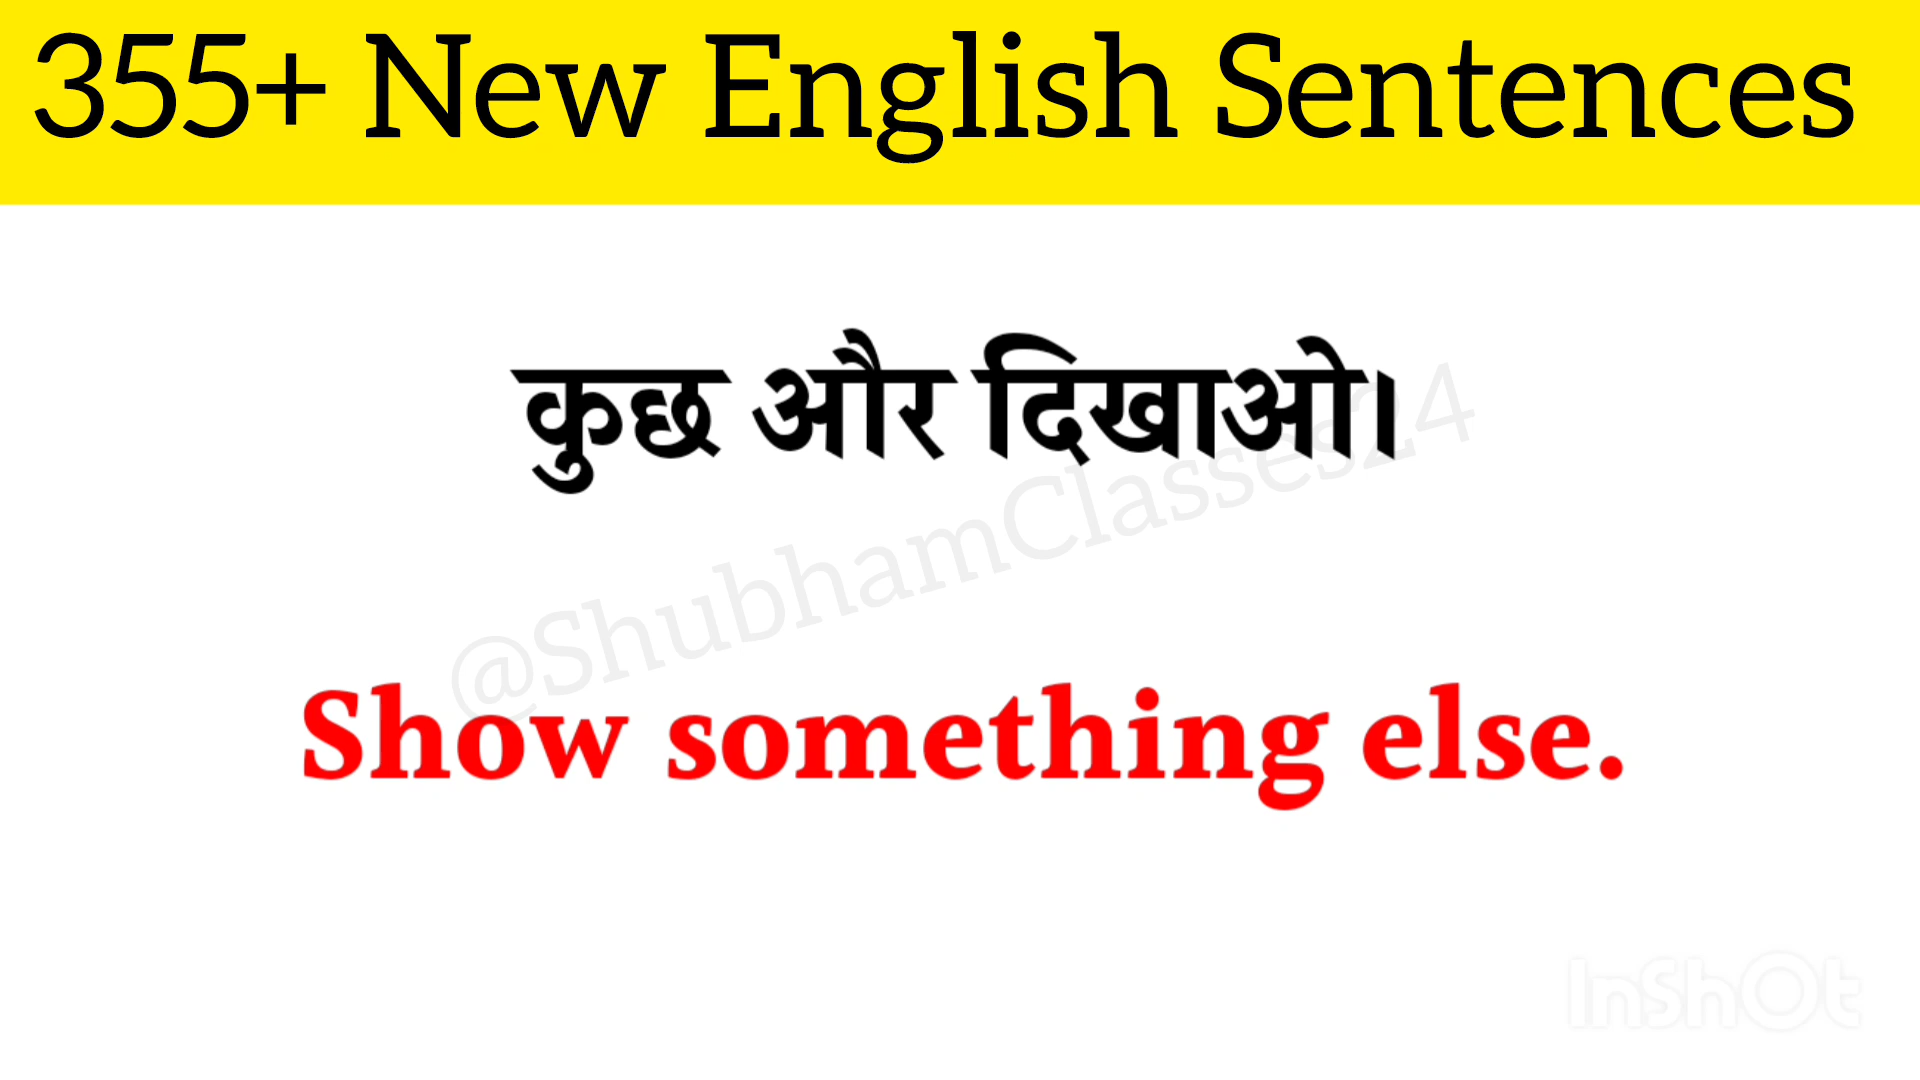 355+ New English Sentences
कुछ और दिखाओ।
@ShubhamClasses24
Show something else.
InShOt